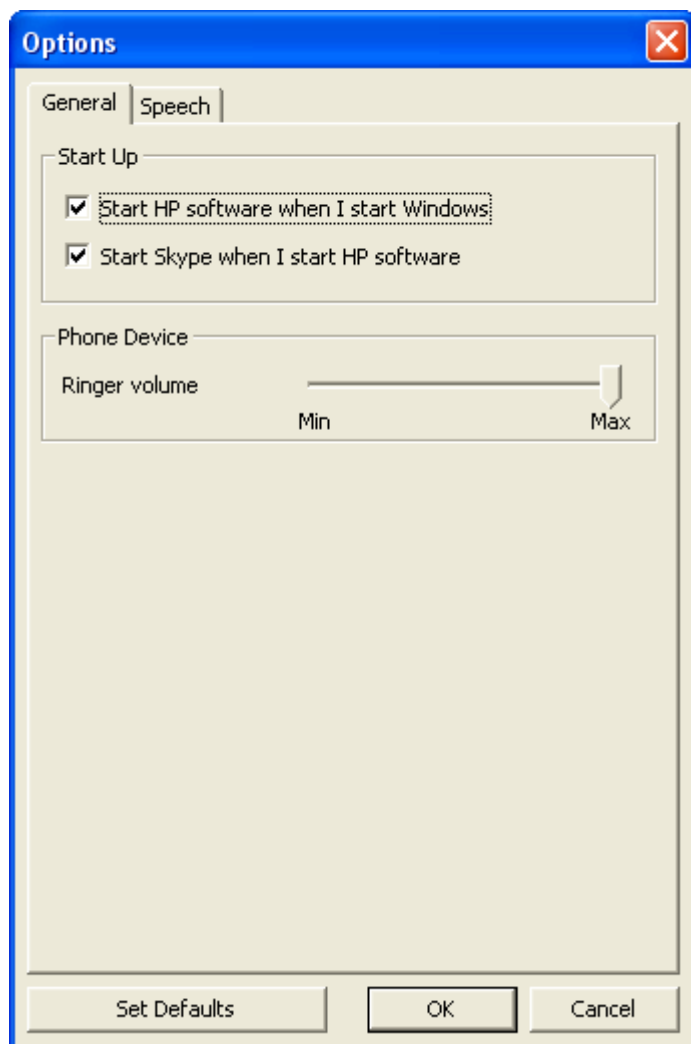 Options
General
Speech
Start Up
Start HP software when I start Windows
Start Skype when I start HP software
Phone Device
Ringer volume
Min Max
Set Defaults OK Cancel